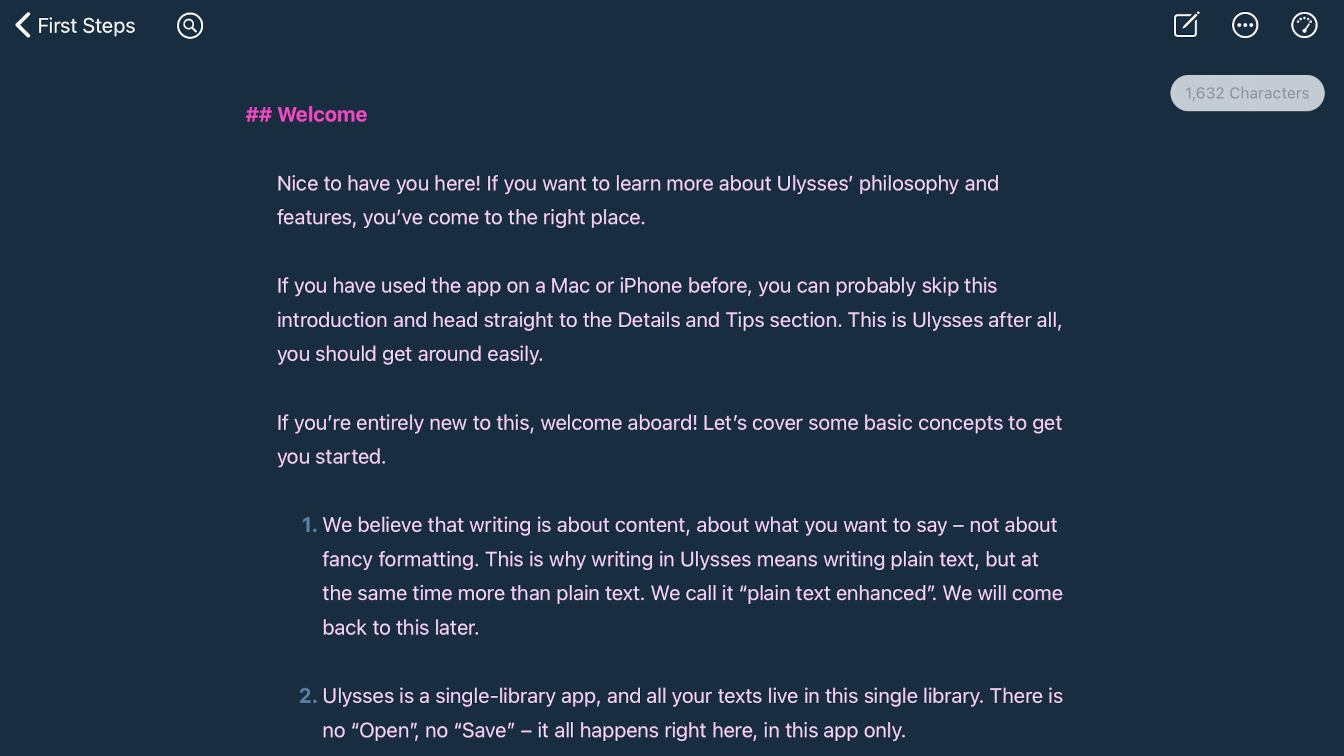 First Steps
1,632 Characters
## Welcome
Nice to have you here! If you want to learn more about Ulysses’ philosophy and
features, you’ve come to the right place.
If you have used the app on a Mac or iPhone before, you can probably skip this
introduction and head straight to the Details and Tips section. This is Ulysses after all,
you should get around easily.
If you’re entirely new to this, welcome aboard! Let’s cover some basic concepts to get
you started.
1. We believe that writing is about content, about what you want to say – not about
fancy formatting. This is why writing in Ulysses means writing plain text, but at
the same time more than plain text. We call it “plain text enhanced”. We will come
back to this later.
2. Ulysses is a single-library app, and all your texts live in this single library. There is
no “Open”, no “Save” – it all happens right here, in this app only.